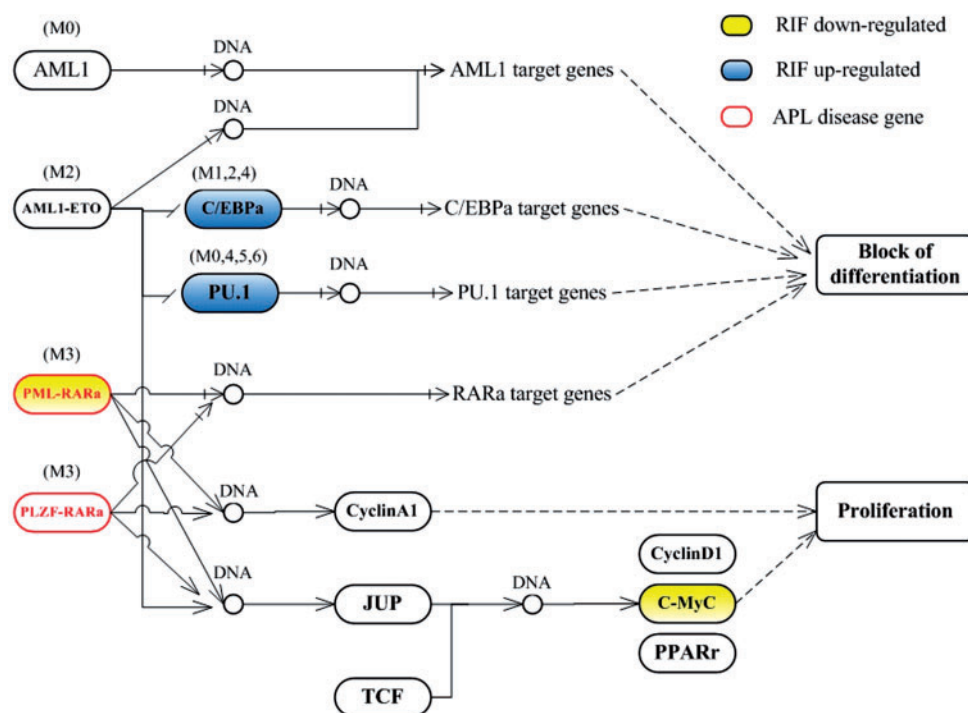 (M0)
AML1
DNA
AML1 target genes
RIF down-regulated
RIF up-regulated
APL disease gene
DNA
(M2)
AML1-ETO
(M1,2,4)
C/EBPa
DNA
C/EBPa target genes
Block of
differentiation
(M0,4,5,6)
PU.1
DNA
PU.1 target genes
(M3)
PML-RARa
DNA
RARa target genes
(M3)
PLZF-RARa
DNA
CyclinA1
Proliferation
CyclinD1
DNA
JUP
DNA
C-MyC
PPARr
TCF